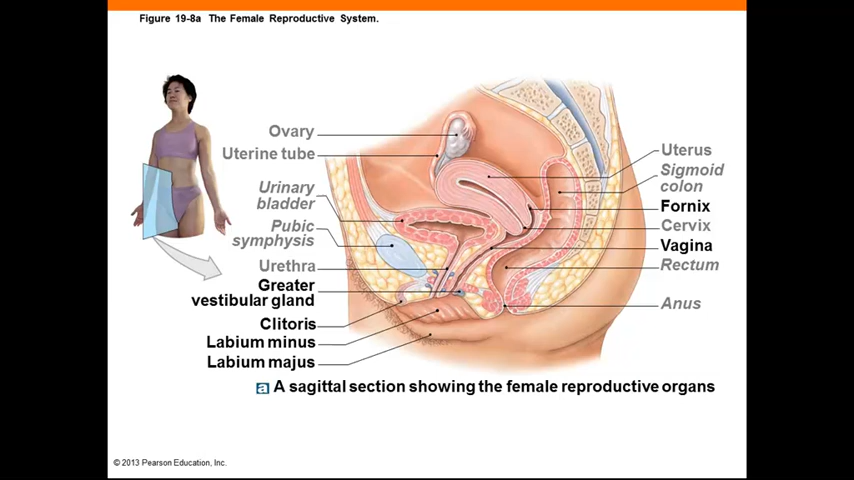 Figure 19-8a The Female Reproductive System.
Ovary
Uterine tube
Urinary
bladder
Pubic
symphysis
Urethra
Greater
vestibular gland
Clitoris
Labium minus
Labium majus
Uterus
Sigmoid
colon
Fornix
Cervix
Vagina
Rectum
Anus
a A sagittal section showing the female reproductive organs
© 2013 Pearson Education, Inc.